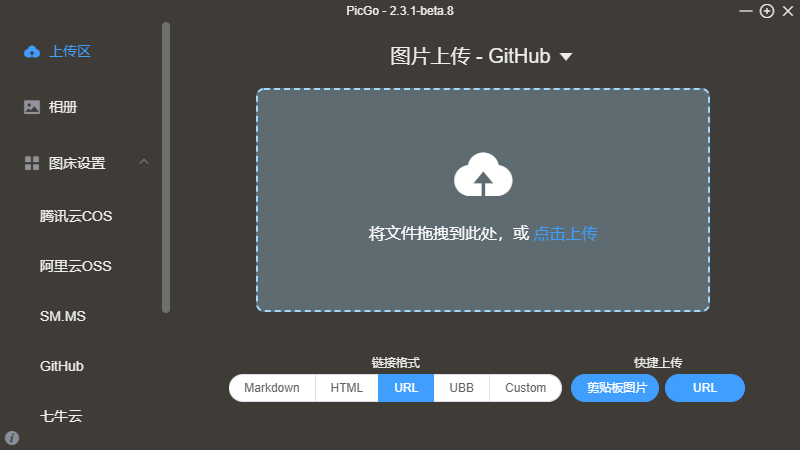 PicGo - 2.3.1-beta.8
上传区
相册
图床设置
腾讯云COS
阿里云OSS
SM.MS
GitHub
七牛云
图片上传 - GitHub
将文件拖拽到此处，或 点击上传
链接格式
Markdown HTML URL UBB Custom
快捷上传
剪贴板图片 URL